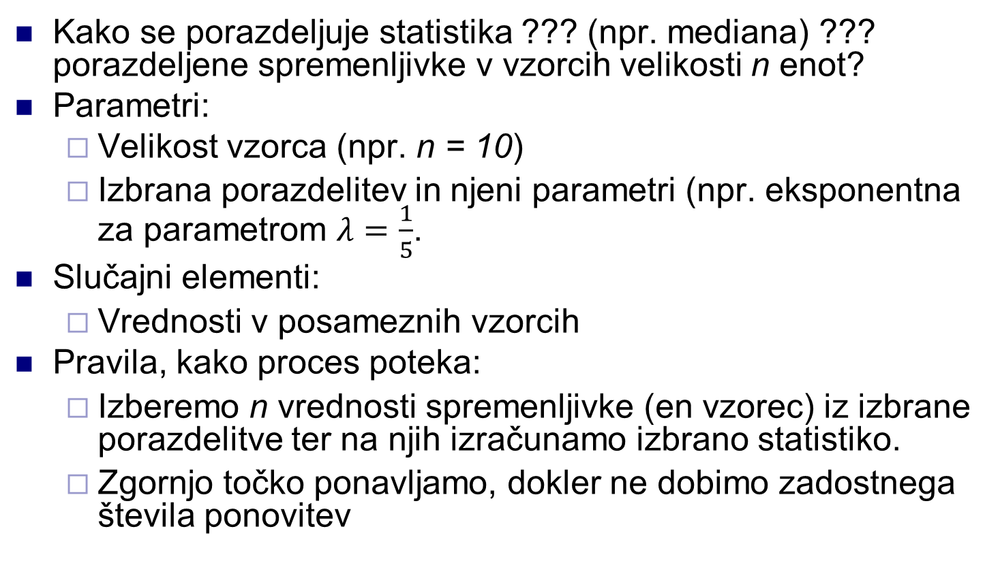 Kako se porazdeljuje statistika ??? (npr. mediana) ???
porazdeljene spremenljivke v vzorcih velikosti n enot?
Parametri:
Velikost vzorca (npr. n = 10)
Izbrana porazdelitev in njeni parametri (npr. eksponentna
za parametrom λ = 1/5.
Slučajni elementi:
Vrednosti v posameznih vzorcih
Pravila, kako proces poteka:
Izberemo n vrednosti spremenljivke (en vzorec) iz izbrane
porazdelitve ter na njih izračunamo izbrano statistiko.
Zgornjo točko ponavljamo, dokler ne dobimo zadostnega
števila ponovitev